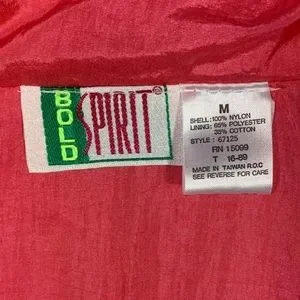 BOLD
SPIRIT®
M
SHELL:100% NYLON
LINING: 65% POLYESTER
35% COTTON
STYLE : 67125
RN 15099
T 16-89
MADE IN TAIWAN R.O.C
SEE REVERSE FOR CARE